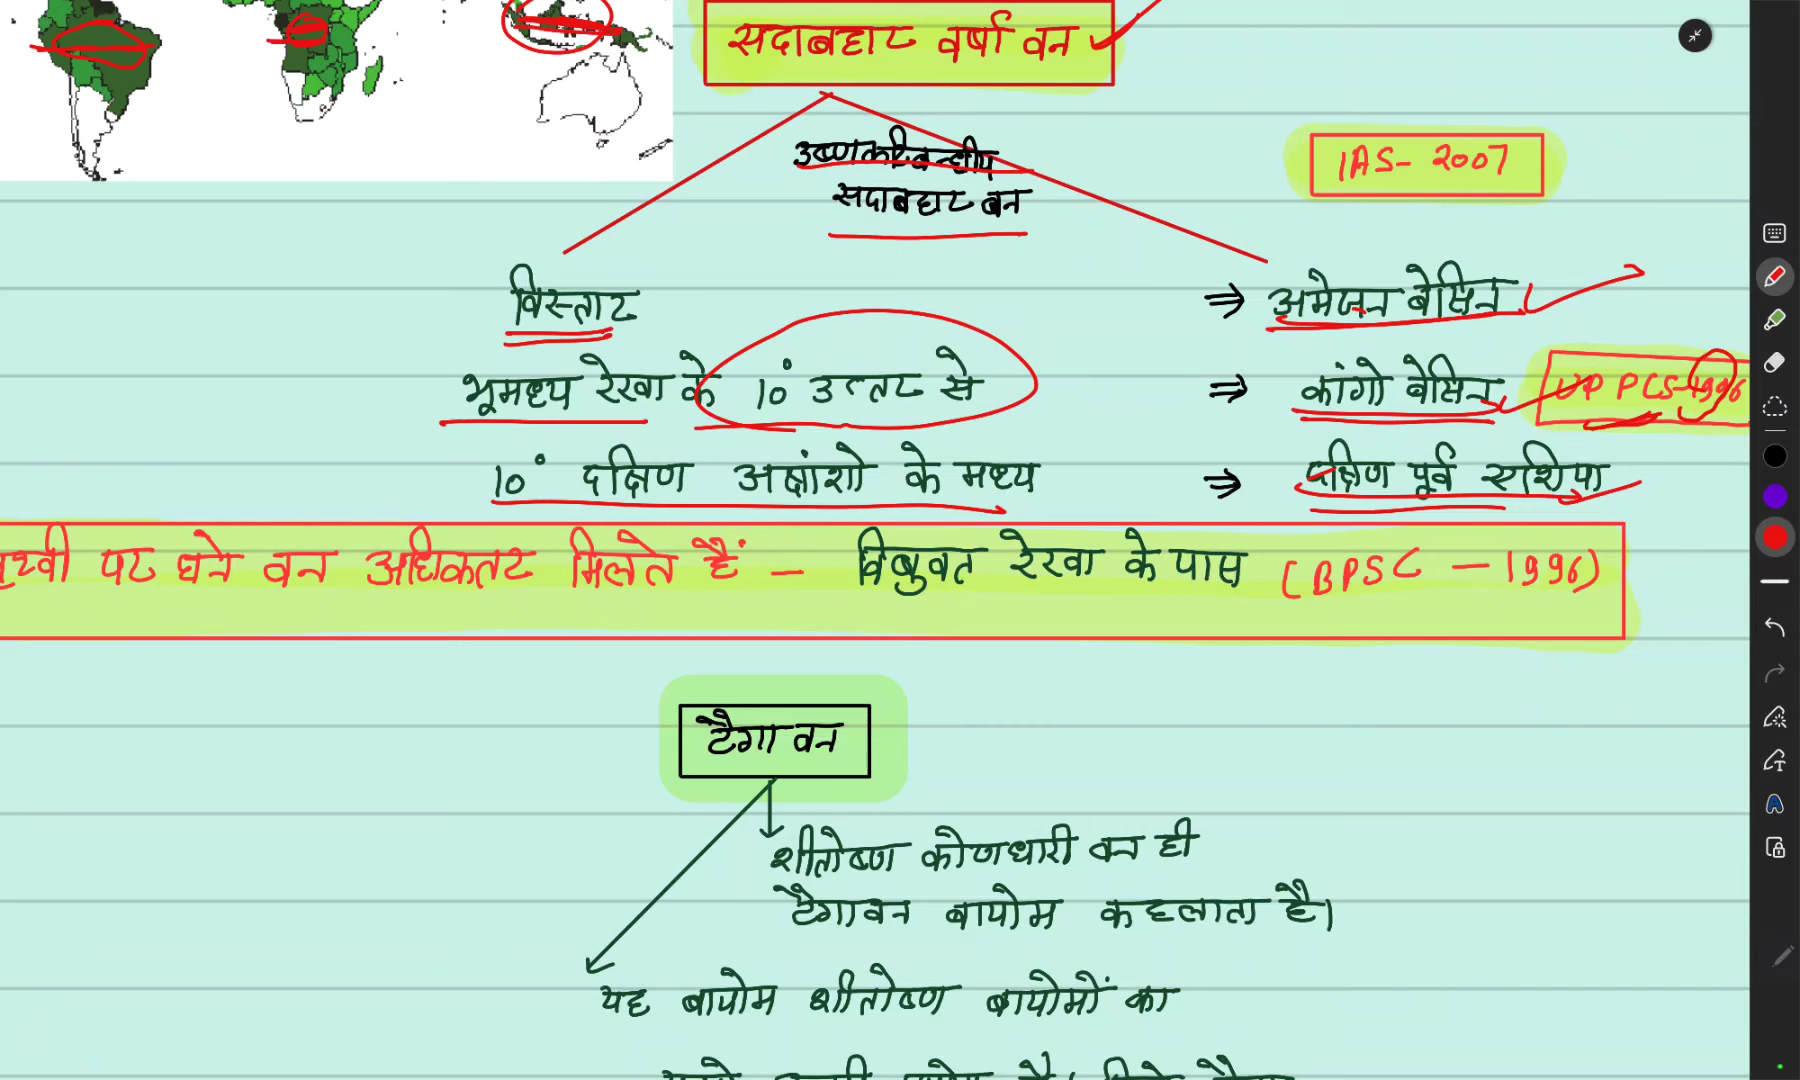 सदाबहार वर्षा वन
उष्णकटिबन्धीय
सदाबहार वन
IAS- 2007
विस्तार
भूमध्य रेखा के 10° उत्तर से
10° दक्षिण अक्षांशो के मध्य
⇒ अमेजन बेसिन
⇒ कांगो बेसिन UP PCS-1996
⇒ दक्षिण पूर्व एशिया
पृथ्वी पर घने वन अधिकतर मिलते हैं – विषुवत रेखा के पास (BPSC – 1996)
टैगा वन
शीतोष्ण कोणधारी वन ही
टैगावन बायोम कहलाता है।
यह बायोम शीतोष्ण बायोमों का